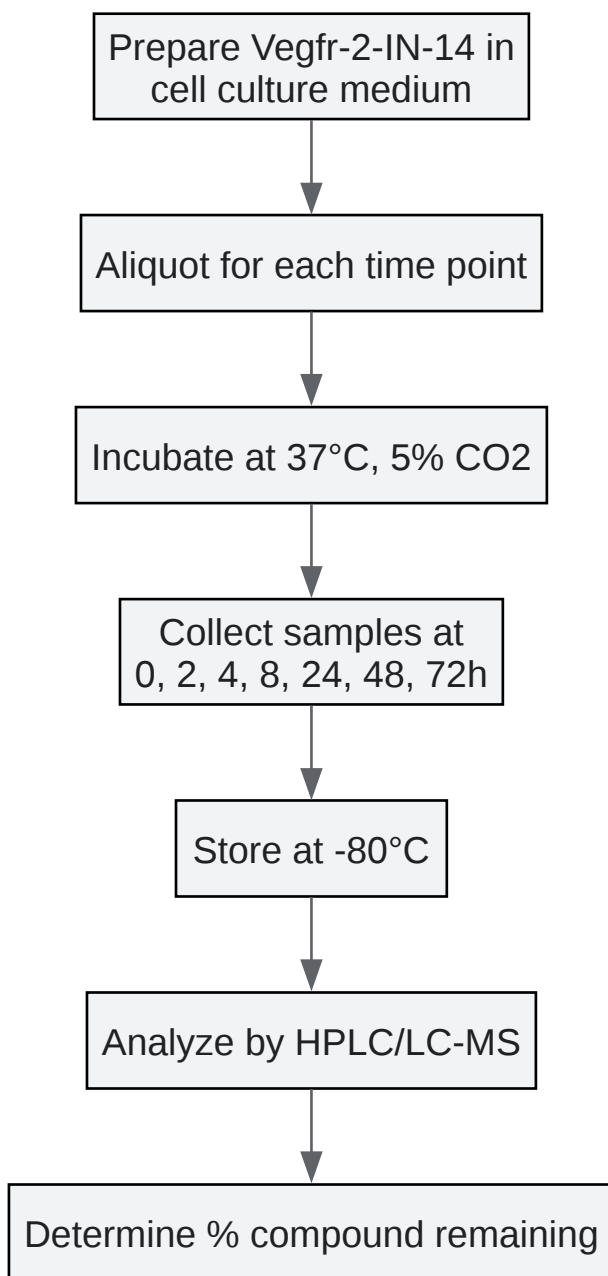 Prepare Vegfr-2-IN-14 in
cell culture medium
Aliquot for each time point
Incubate at 37°C, 5% CO2
Collect samples at
0, 2, 4, 8, 24, 48, 72h
Store at -80°C
Analyze by HPLC/LC-MS
Determine % compound remaining